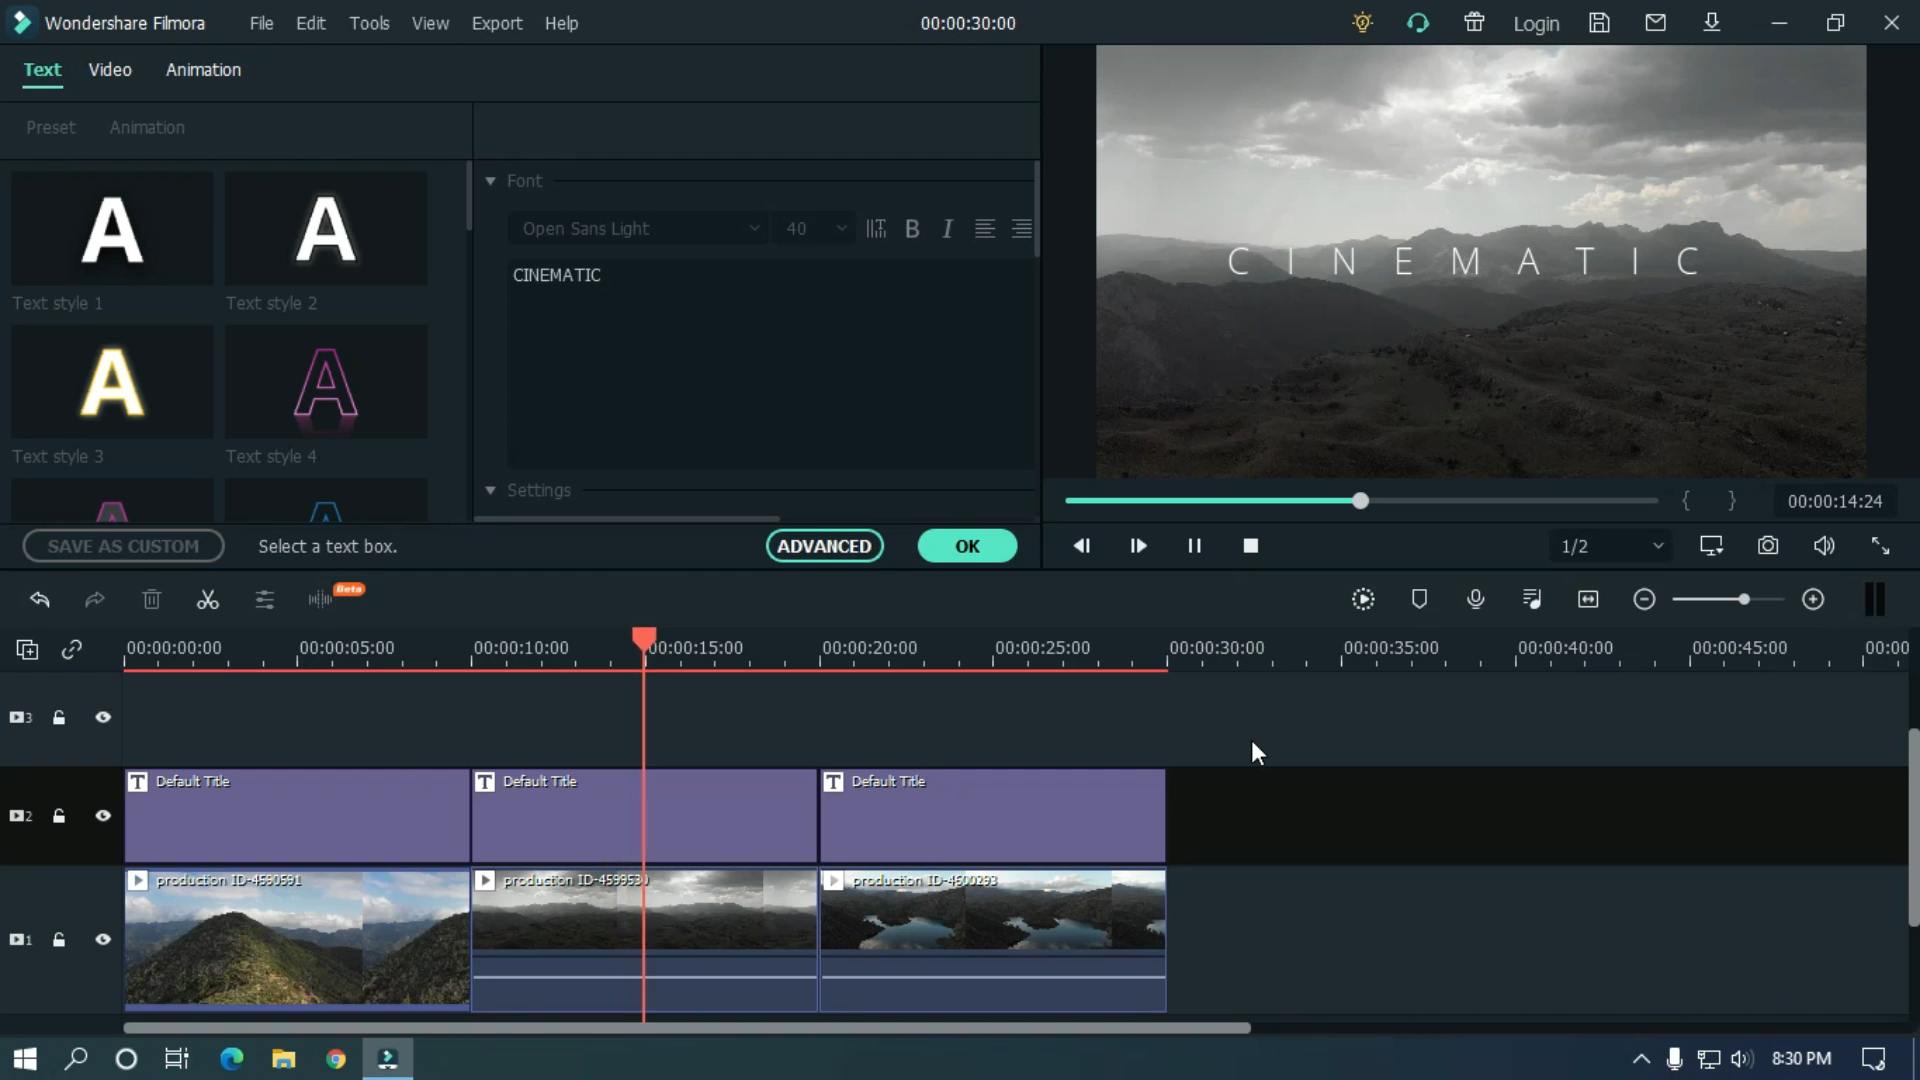 Wondershare Filmora File Edit Tools View Export Help 00:00:30:00 Login
Text Video Animation
Preset Animation
Font
Open Sans Light 40 B I
CINEMATIC
A A
Text style 1 Text style 2
A A
Text style 3 Text style 4
Settings
SAVE AS CUSTOM Select a text box. ADVANCED OK
C I N E M A T I C
{ } 00:00:14:24
1/2
Beta
00:00:00:00 00:00:05:00 00:00:10:00 00:00:15:00 00:00:20:00 00:00:25:00 00:00:30:00 00:00:35:00 00:00:40:00 00:00:45:00 00:00
3
2 T Default Title T Default Title T Default Title
1 production ID-4590591 production ID-4599530 production ID-4600293
8:30 PM